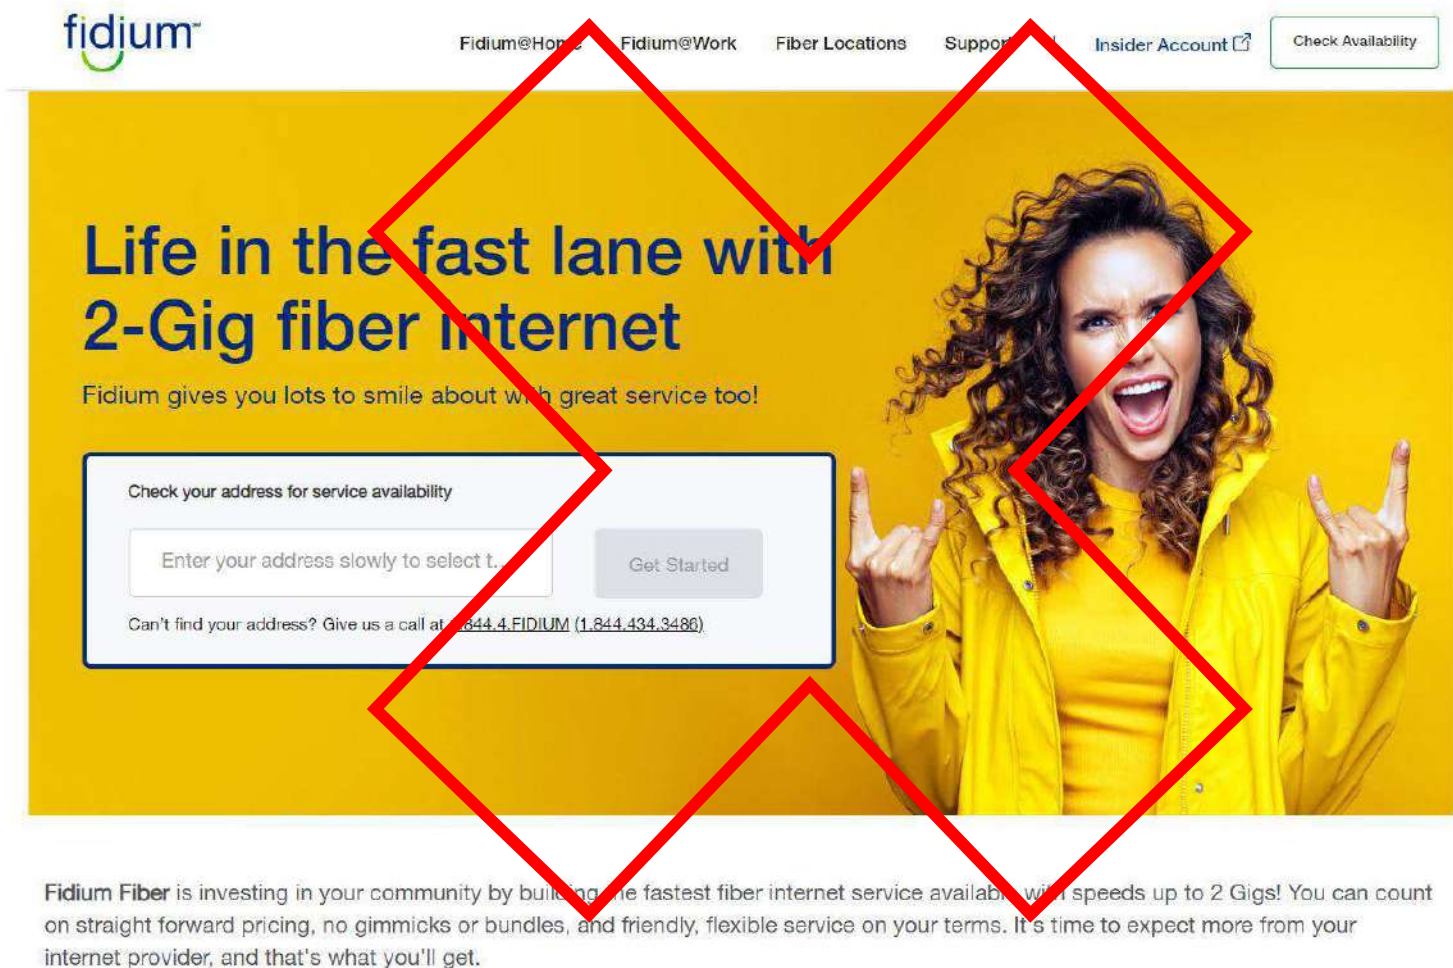 fidium
Fidium@Home Fidium@Work Fiber Locations Support Insider Account Check Availability
Life in the fast lane with
2-Gig fiber internet
Fidium gives you lots to smile about with great service too!
Check your address for service availability
Enter your address slowly to select t...
Get Started
Can't find your address? Give us a call at 1.844.4.FIDIUM (1.844.434.3486)
Fidium Fiber is investing in your community by building the fastest fiber internet service available with speeds up to 2 Gigs! You can count
on straight forward pricing, no gimmicks or bundles, and friendly, flexible service on your terms. It's time to expect more from your
internet provider, and that's what you'll get.